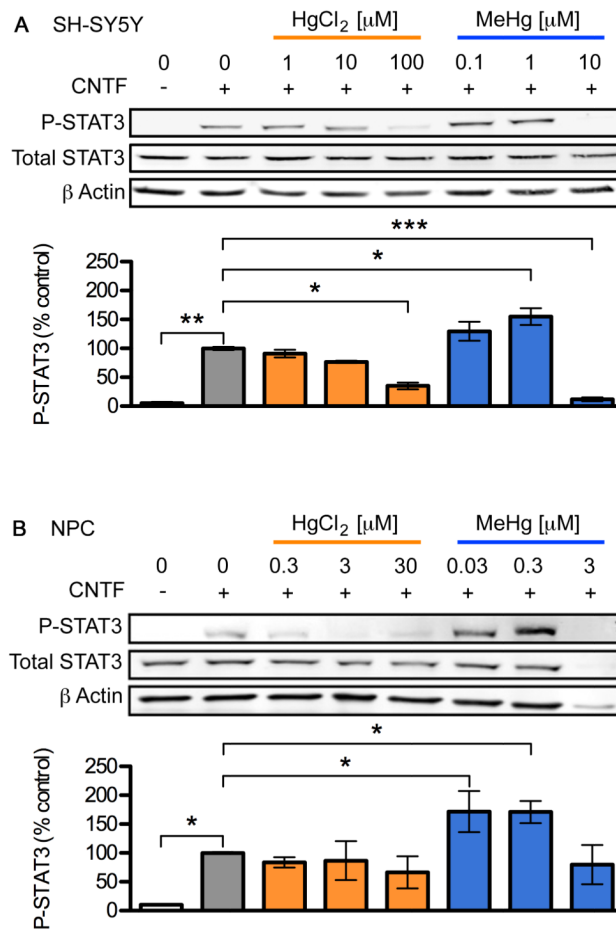 A SH-SY5Y
HgCl₂ [µM] MeHg [µM]
0 0 1 10 100 0.1 1 10
CNTF - + + + + + + +
P-STAT3
Total STAT3
β Actin
***
*
*
**
P-STAT3 (% control)
250
200
150
100
50
0
B NPC
HgCl₂ [µM] MeHg [µM]
0 0 0.3 3 30 0.03 0.3 3
CNTF - + + + + + + +
P-STAT3
Total STAT3
β Actin
*
*
*
P-STAT3 (% control)
250
200
150
100
50
0